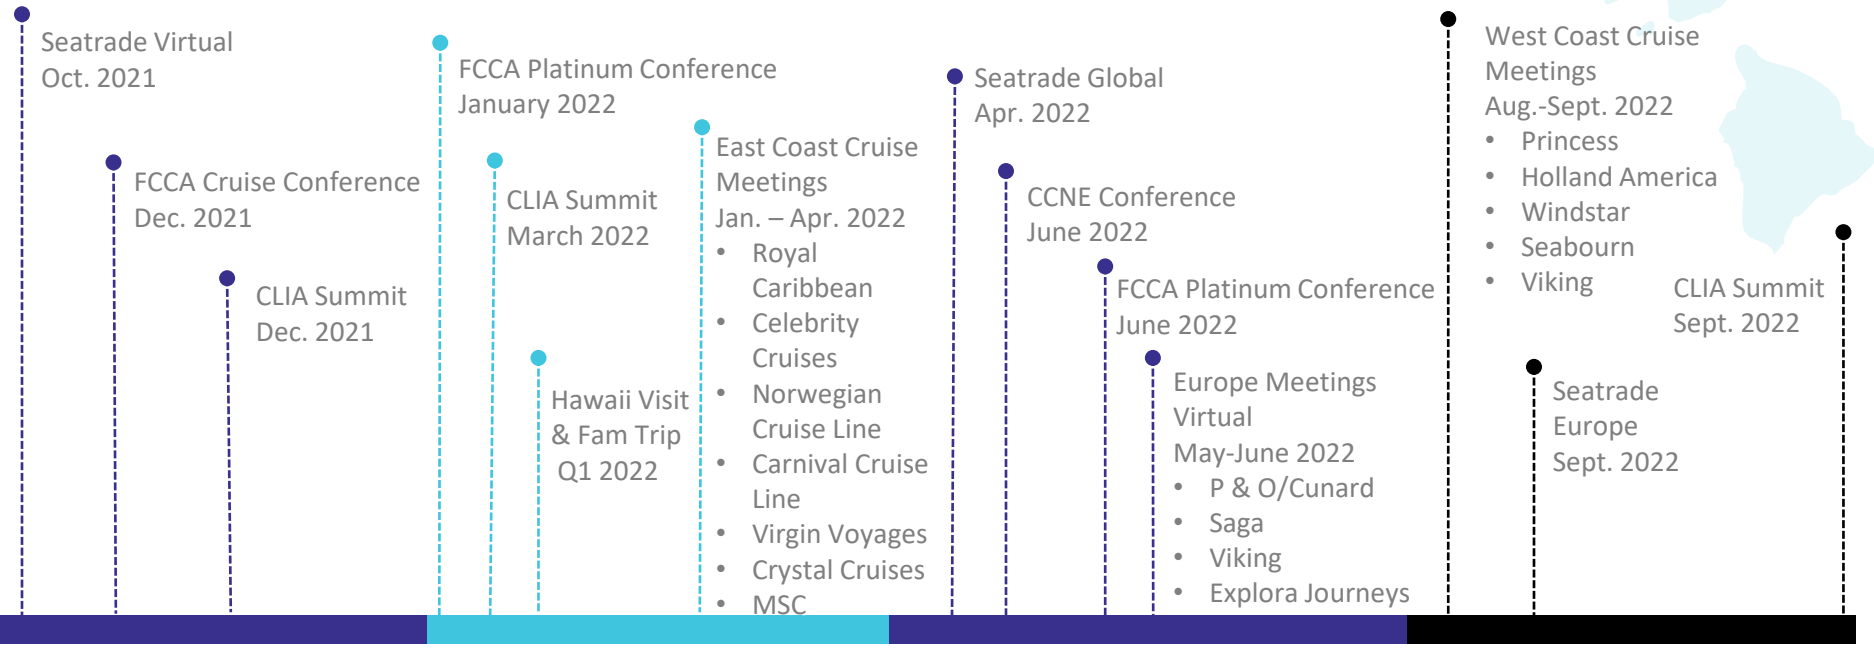 Seatrade Virtual
Oct. 2021
FCCA Cruise Conference
Dec. 2021
CLIA Summit
Dec. 2021
FCCA Platinum Conference
January 2022
CLIA Summit
March 2022
Hawaii Visit
& Fam Trip
Q1 2022
East Coast Cruise
Meetings
Jan. – Apr. 2022
• Royal
Caribbean
• Celebrity
Cruises
• Norwegian
Cruise Line
• Carnival Cruise
Line
• Virgin Voyages
• Crystal Cruises
• MSC
Seatrade Global
Apr. 2022
CCNE Conference
June 2022
FCCA Platinum Conference
June 2022
Europe Meetings
Virtual
May-June 2022
• P & O/Cunard
• Saga
• Viking
• Explora Journeys
West Coast Cruise
Meetings
Aug.-Sept. 2022
• Princess
• Holland America
• Windstar
• Seabourn
• Viking
Seatrade
Europe
Sept. 2022
CLIA Summit
Sept. 2022